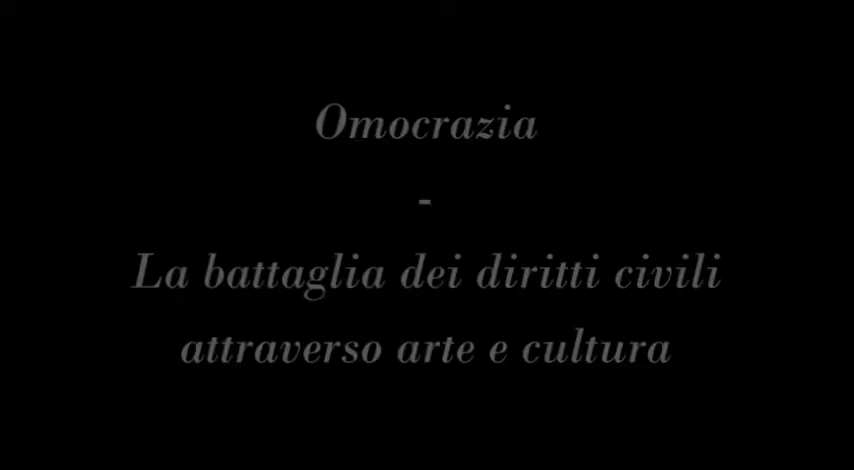 Omocrazia
-
La battaglia dei diritti civili
attraverso arte e cultura